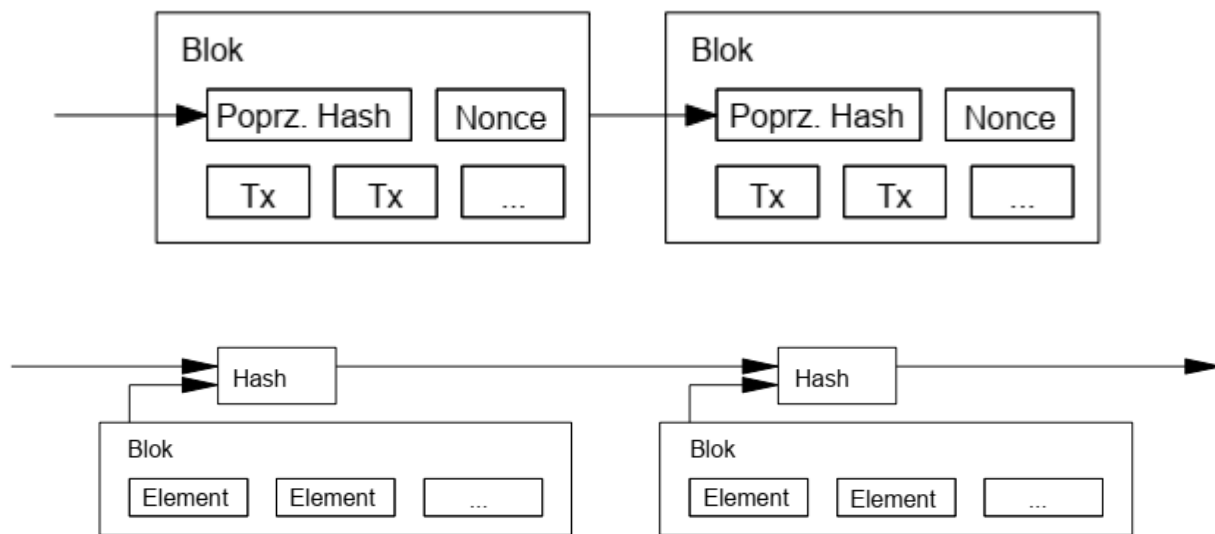 Blok Blok
Poprz. Hash Nonce Poprz. Hash Nonce
Tx Tx ... Tx Tx ...
Hash Hash
Blok Blok
Element Element ... Element Element ...